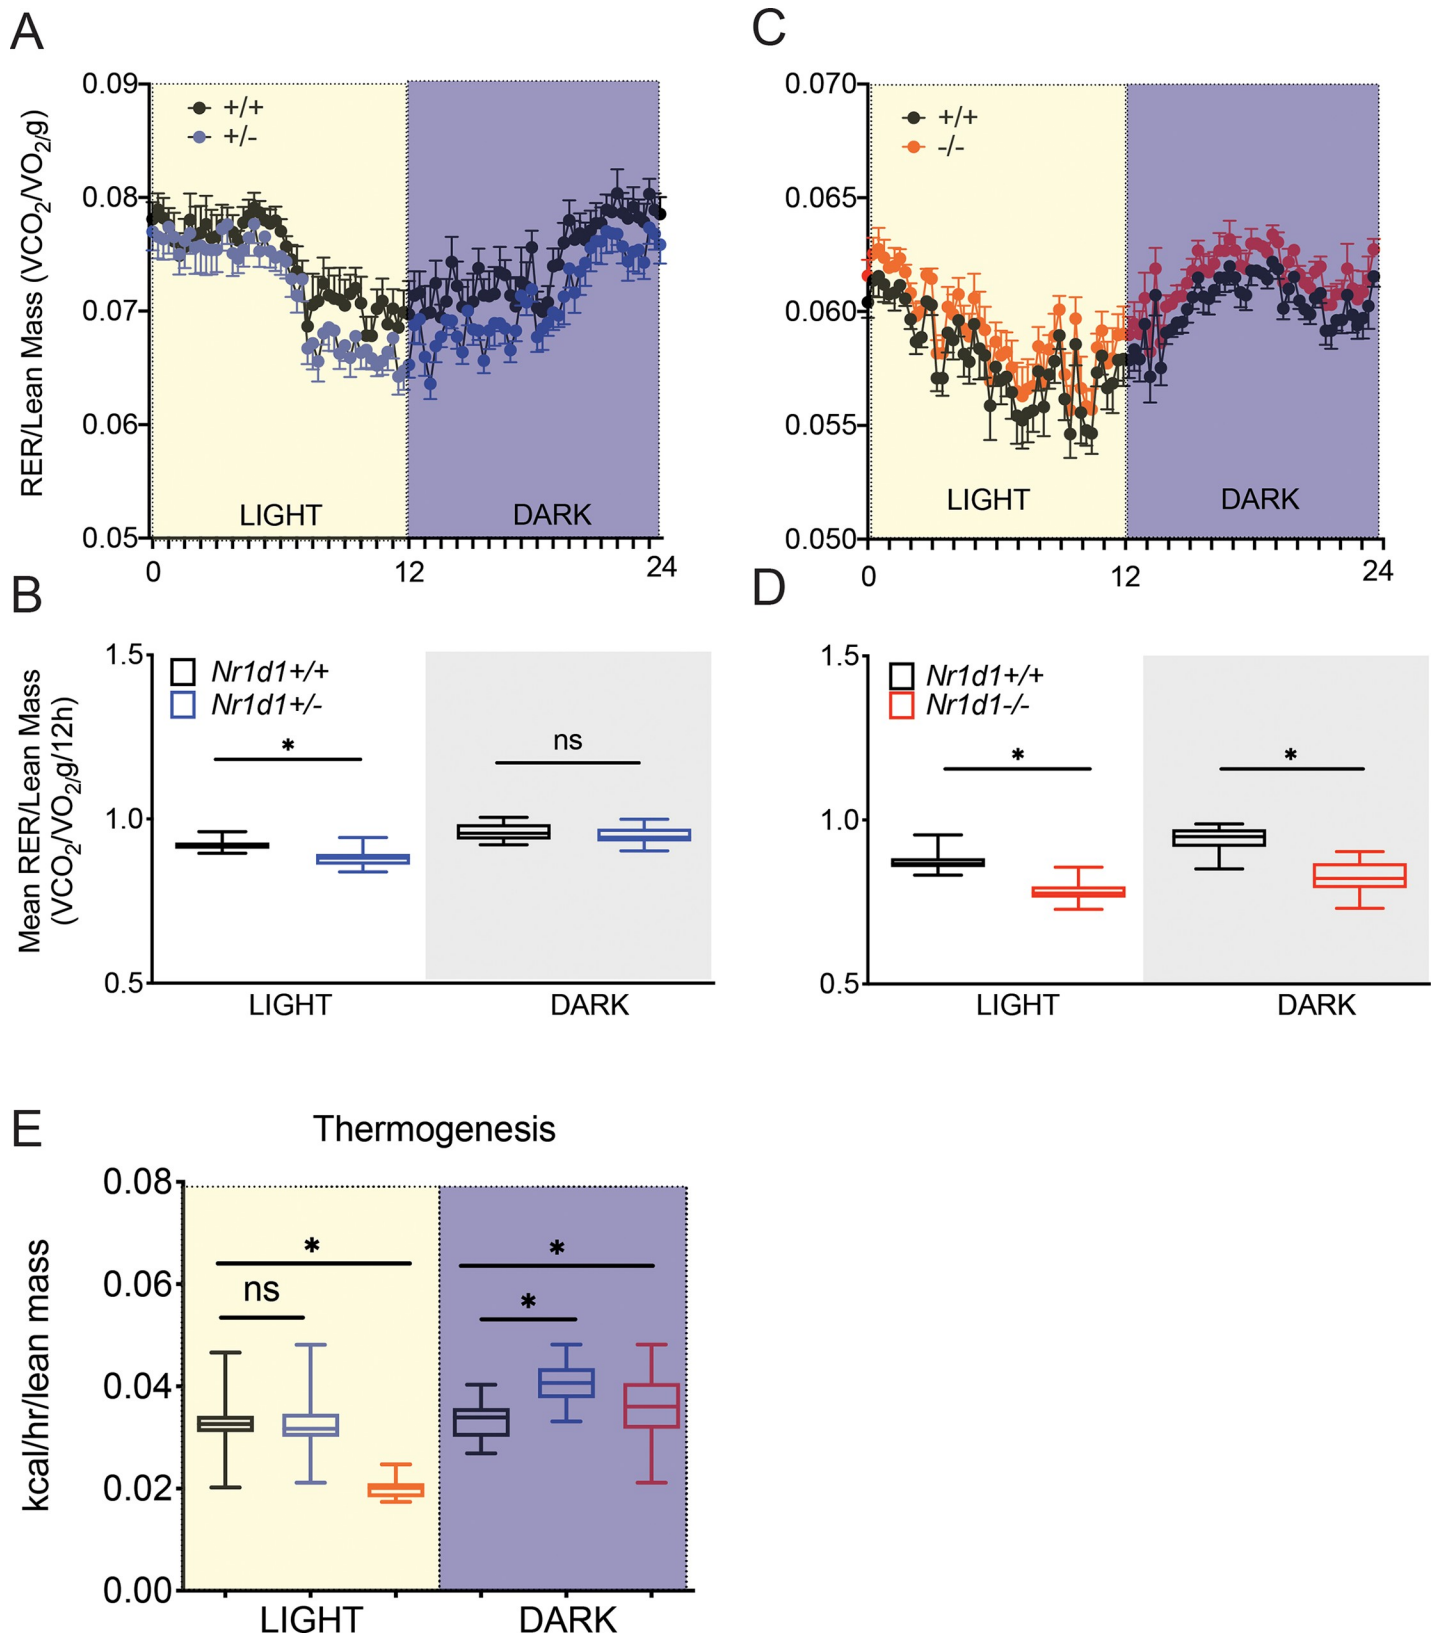 A
RER/Lean Mass (VCO2/VO2/g)
0.09
0.08
0.07
0.06
0.05
+/+
+/-
LIGHT
DARK
0
12
24
C
0.070
0.065
0.060
0.055
0.050
+/+
-/-
LIGHT
DARK
0
12
24
B
Mean RER/Lean Mass
(VCO2/VO2/g/12h)
1.5
1.0
0.5
Nr1d1+/+
Nr1d1+/-
*
ns
LIGHT
DARK
D
1.5
1.0
0.5
Nr1d1+/+
Nr1d1-/-
*
*
LIGHT
DARK
E
Thermogenesis
kcal/hr/lean mass
0.08
0.06
0.04
0.02
0.00
*
ns
*
*
LIGHT
DARK